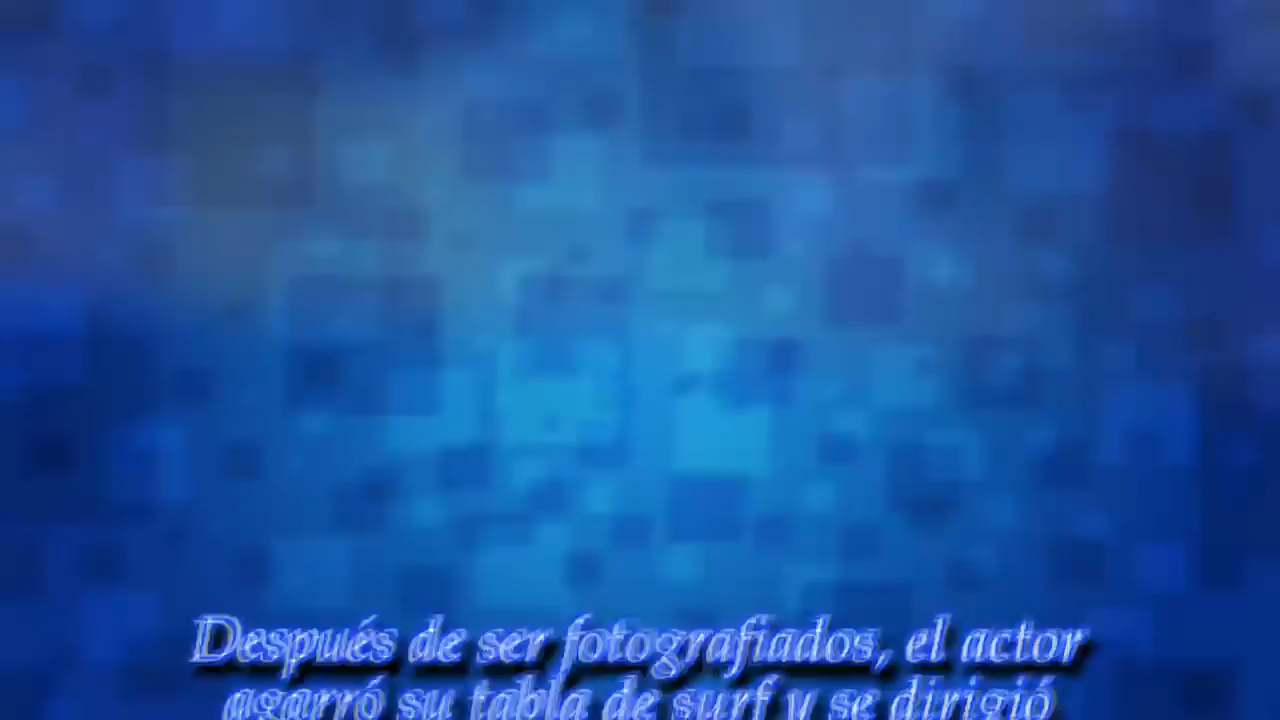 Después de ser fotografiados, el actor
agarró su tabla de surf y se dirigió